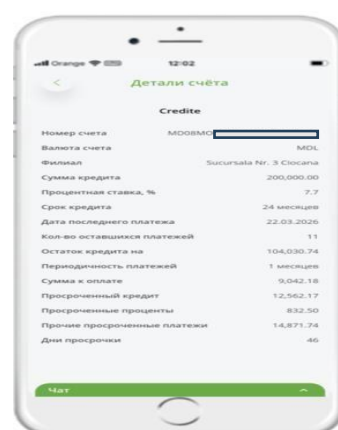 Orange 12:02
Детали счёта
Credite
Номер счета MD08MO
Валюта счета MDL
Филиал Sucursala Nr. 3 Ciocana
Сумма кредита 200,000.00
Процентная ставка, % 7.7
Срок кредита 24 месяцев
Дата последнего платежа 22.03.2026
Кол-во оставшихся платежей 11
Остаток кредита на 104,030.74
Периодичность платежей 1 месяцев
Сумма к оплате 9,042.18
Просроченный кредит 12,562.17
Просроченные проценты 832.50
Прочие просроченные платежи 14,871.74
Дни просрочки 46
Чат